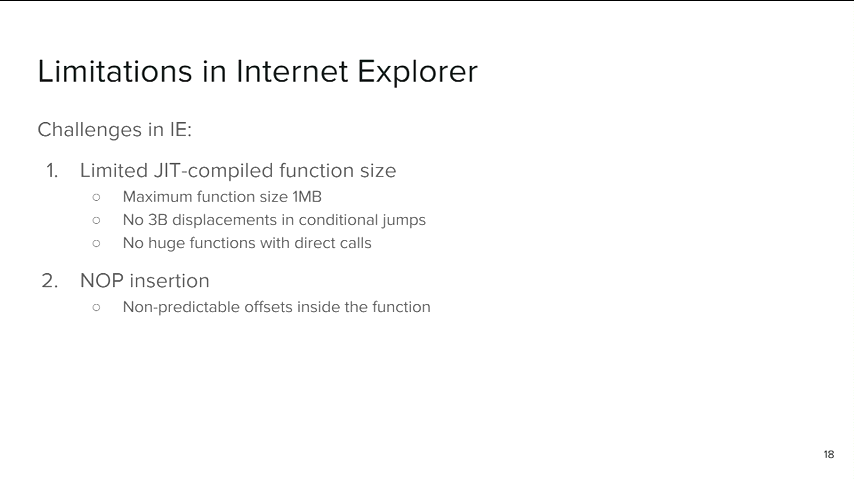 Limitations in Internet Explorer
Challenges in IE:
1. Limited JIT-compiled function size
○ Maximum function size 1MB
○ No 3B displacements in conditional jumps
○ No huge functions with direct calls
2. NOP insertion
○ Non-predictable offsets inside the function
18